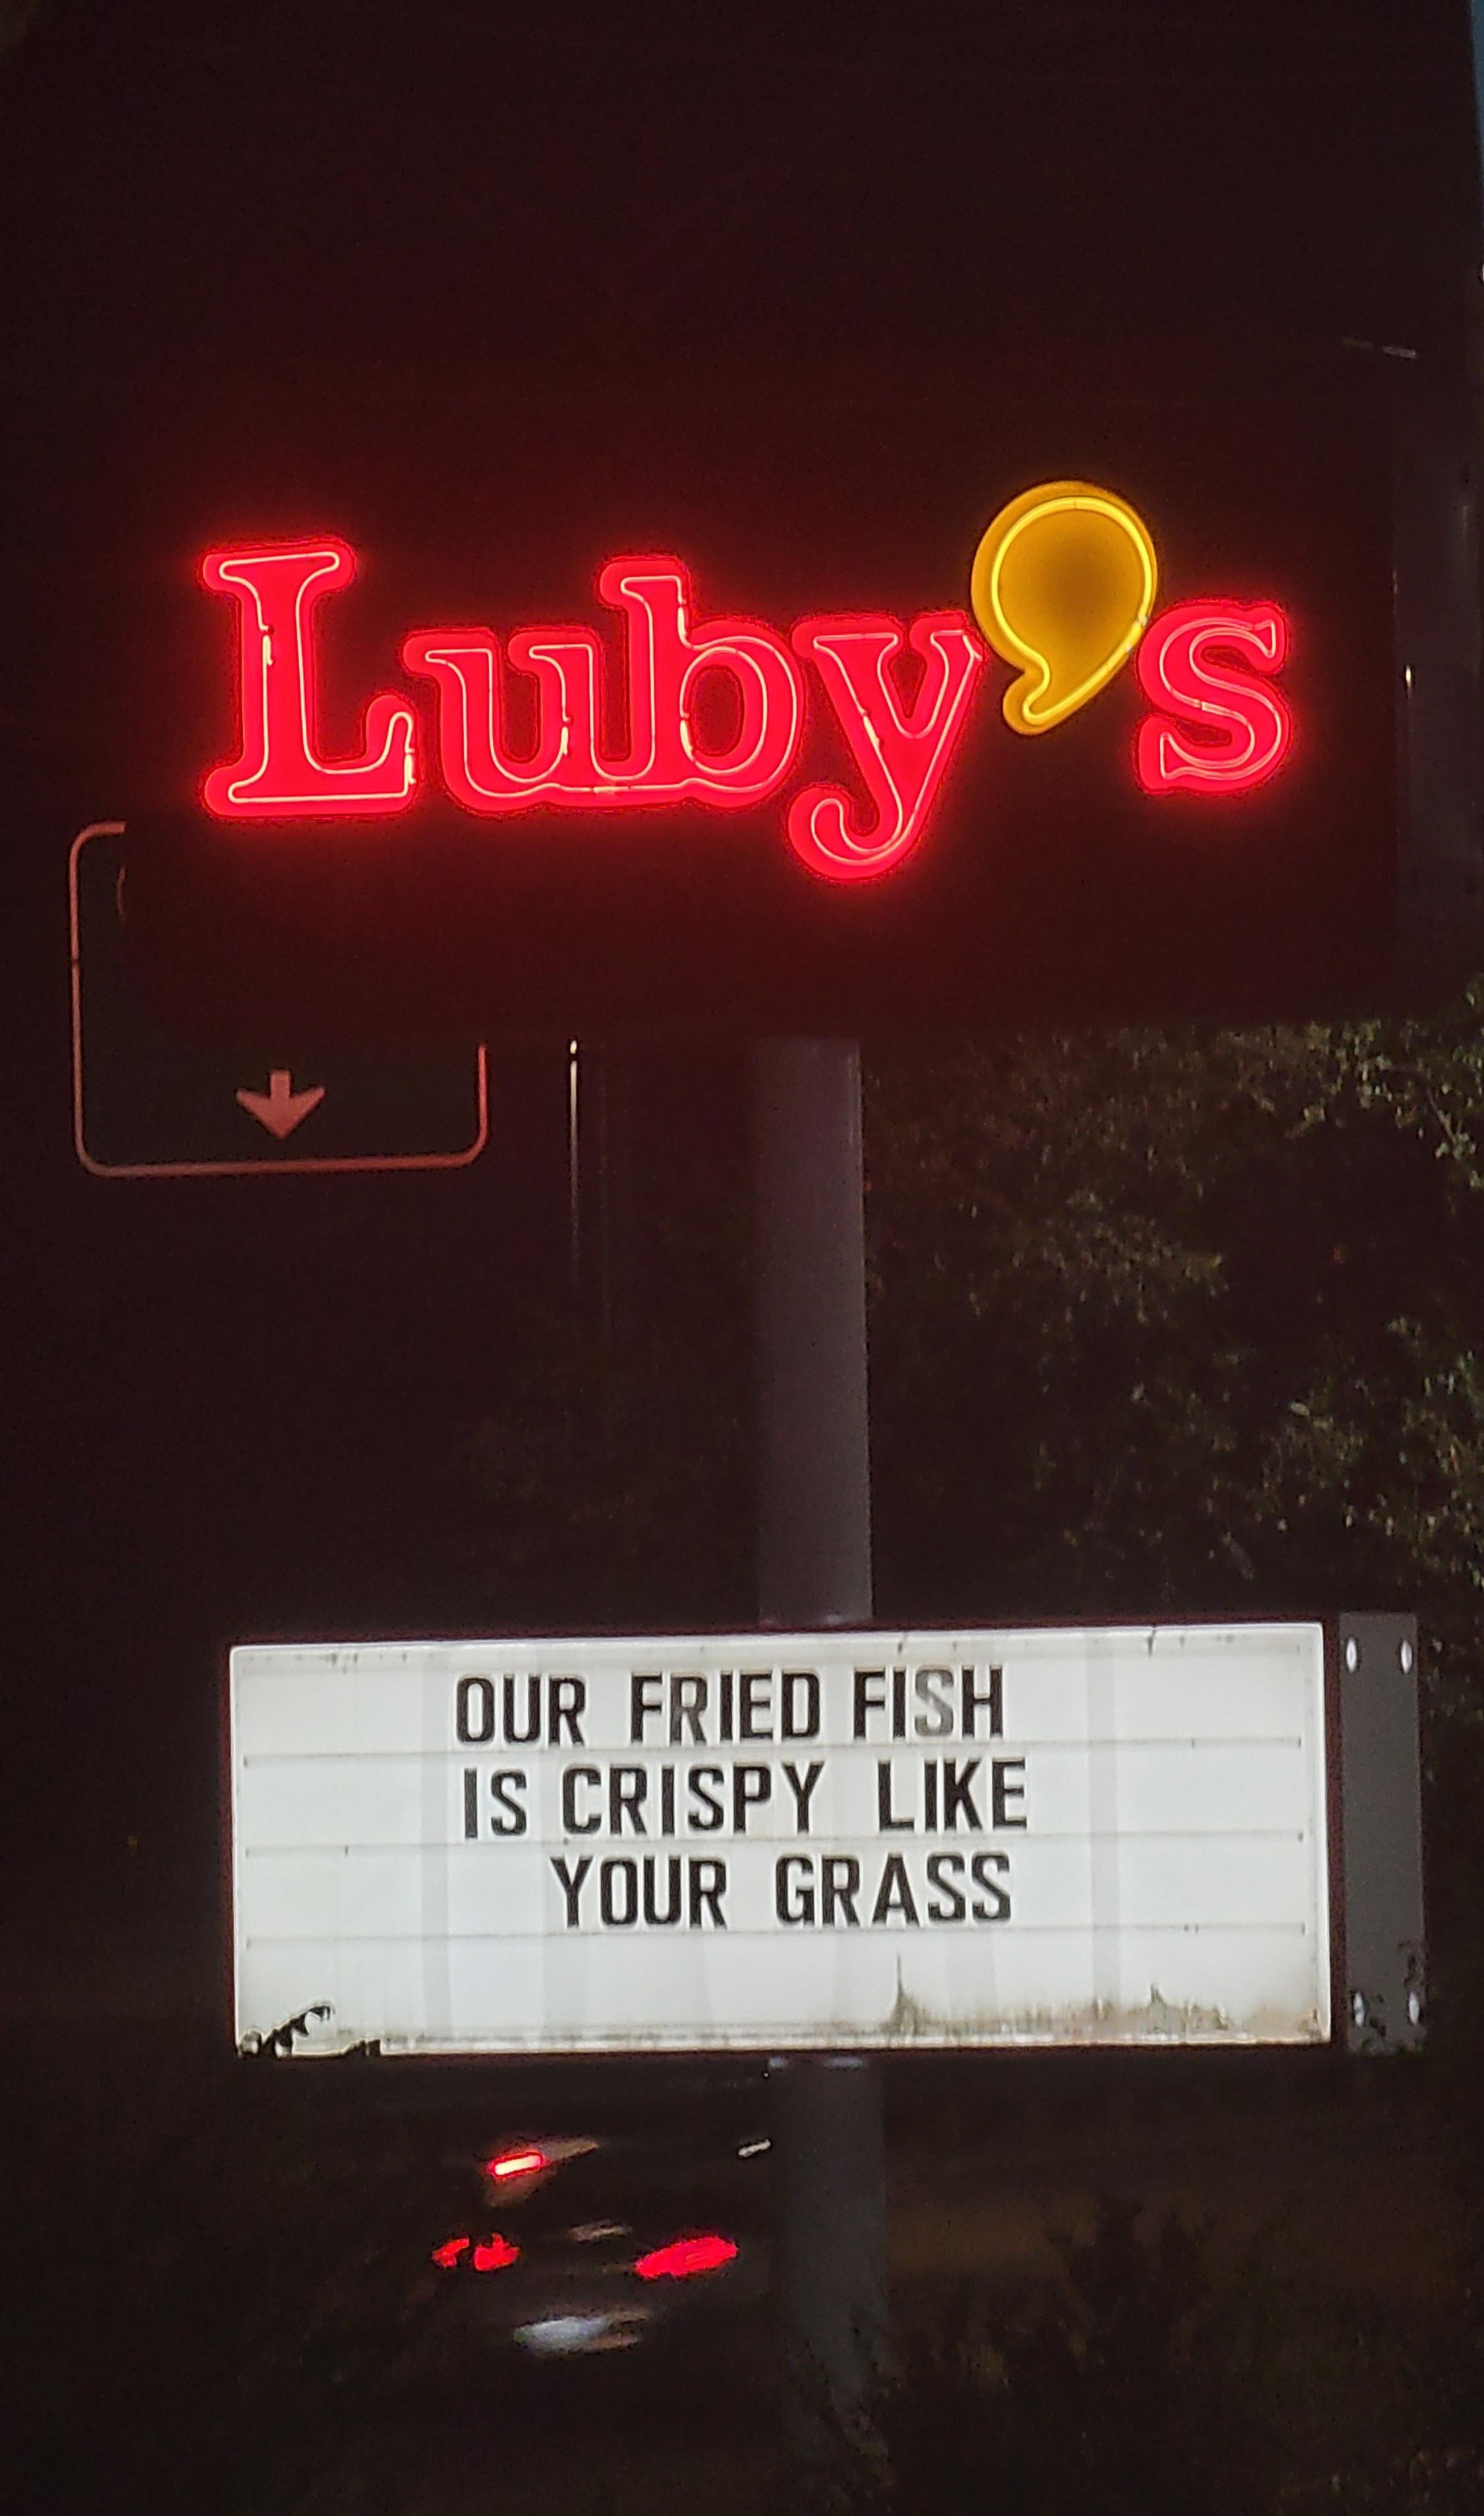 Luby's
OUR FRIED FISH
IS CRISPY LIKE
YOUR GRASS